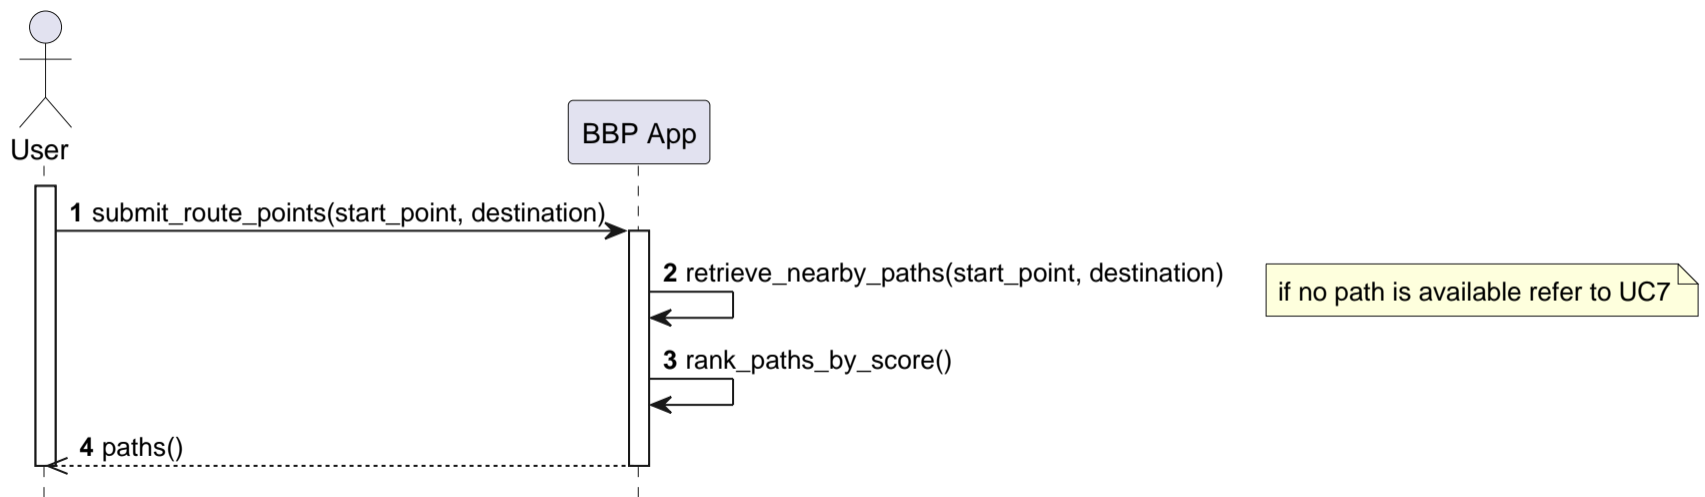 User
BBP App
1 submit_route_points(start_point, destination)
2 retrieve_nearby_paths(start_point, destination)
if no path is available refer to UC7
3 rank_paths_by_score()
4 paths()